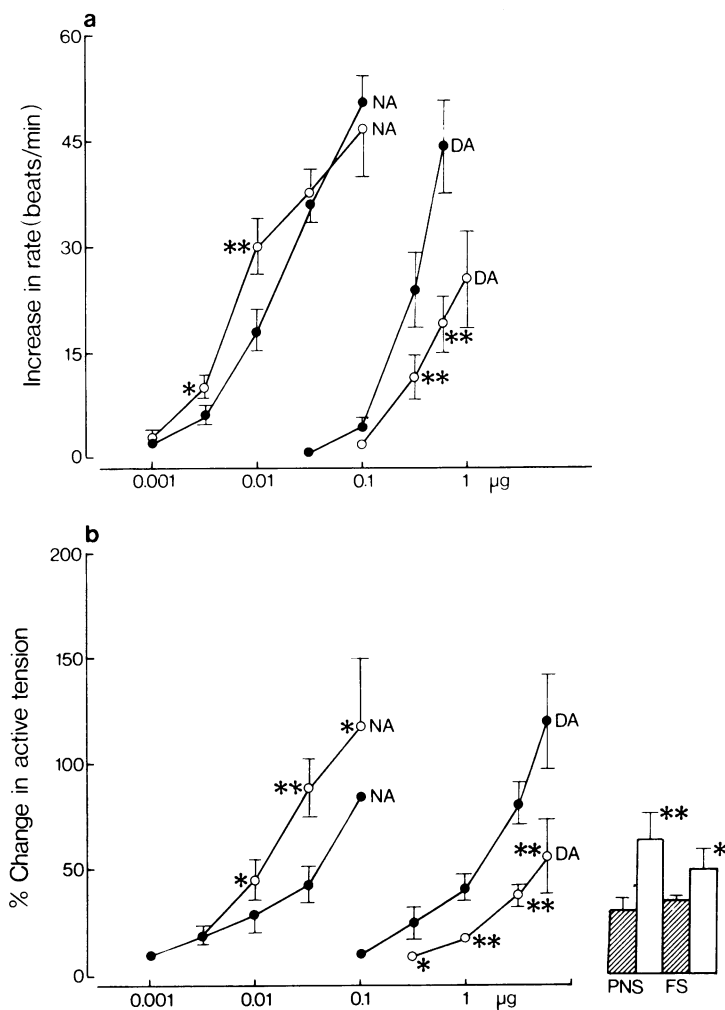 a
Increase in rate (beats/min)
60
45
30
15
0
NA
NA
DA
DA
**
*
**
**
0.001 0.01 0.1 1 µg
b
% Change in active tension
200
150
100
50
0
* NA
NA
**
*
DA
** DA
**
**
*
0.001 0.01 0.1 1 µg
**
*
PNS FS